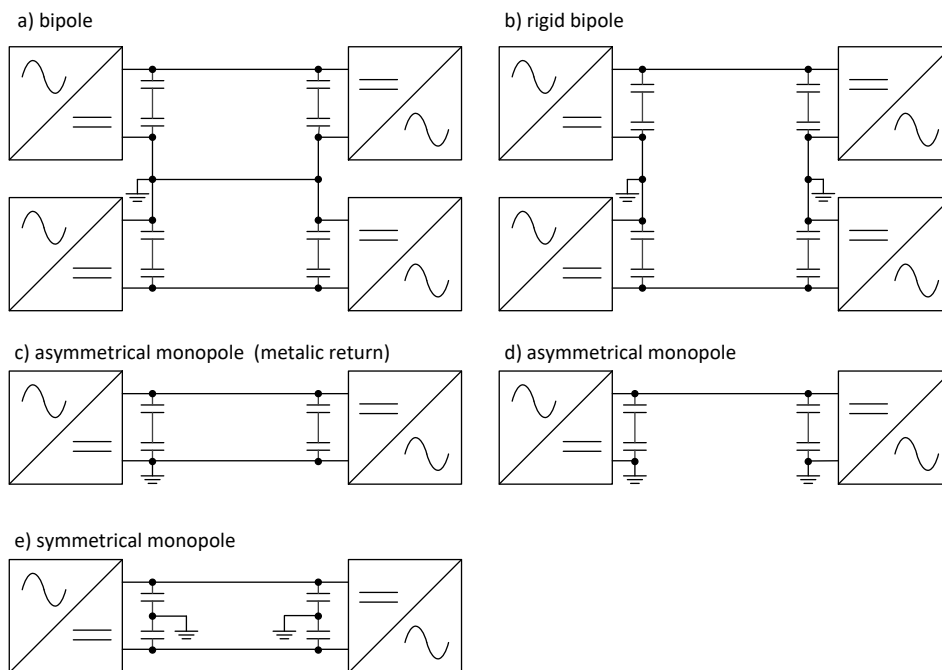 a) bipole
b) rigid bipole
c) asymmetrical monopole (metalic return)
d) asymmetrical monopole
e) symmetrical monopole